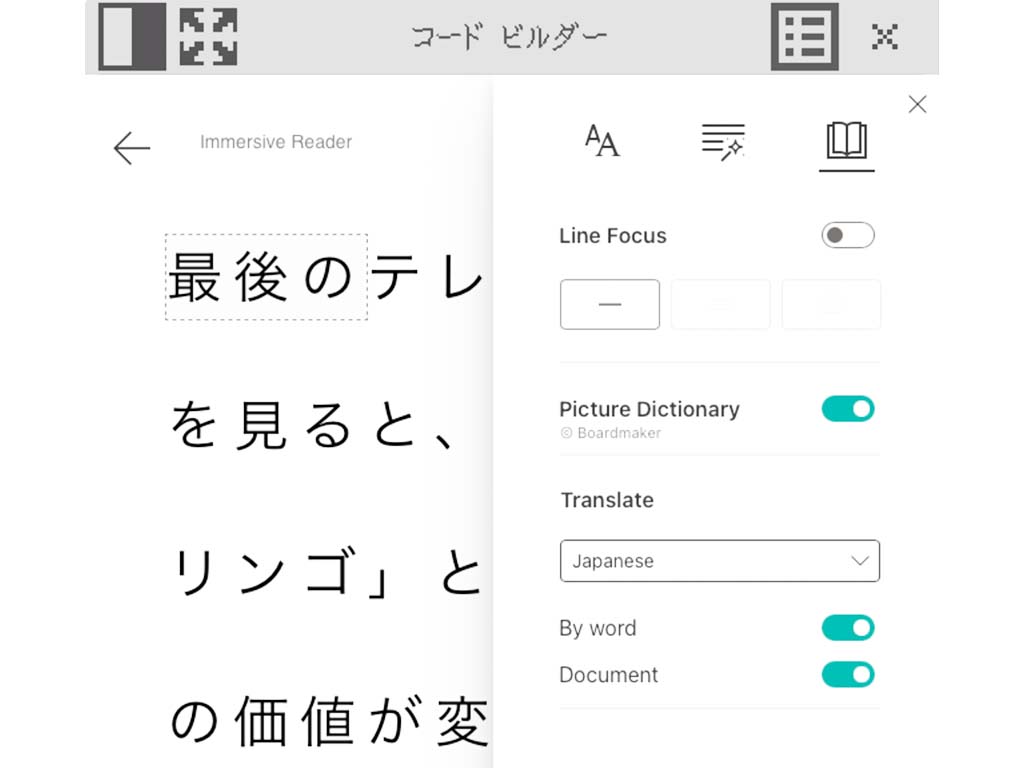 コード ビルダー
Immersive Reader
最後のテレ
を見ると、
リンゴ」と
の価値が変
AA
Line Focus
Picture Dictionary
© Boardmaker
Translate
Japanese
By word
Document